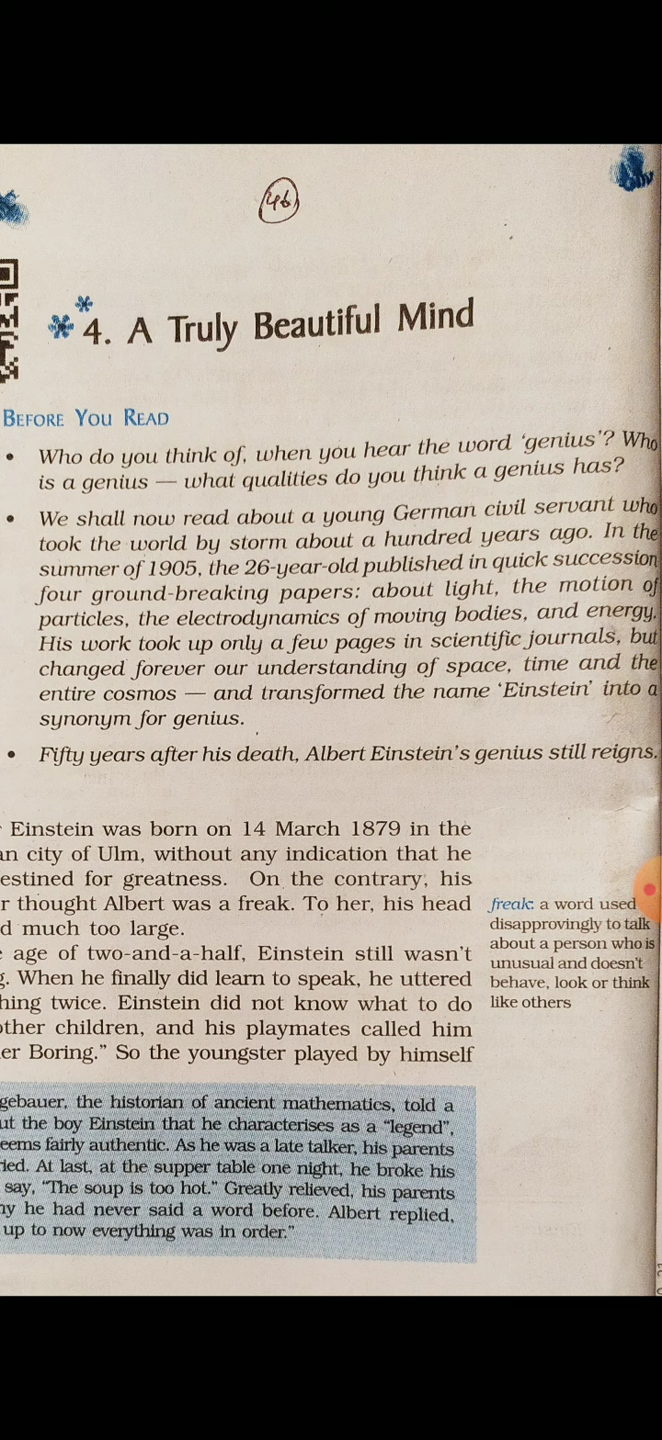 46
4. A Truly Beautiful Mind
BEFORE YOU READ
• Who do you think of, when you hear the word ‘genius’? Who
is a genius — what qualities do you think a genius has?
• We shall now read about a young German civil servant who
took the world by storm about a hundred years ago. In the
summer of 1905, the 26-year-old published in quick succession
four ground-breaking papers: about light, the motion of
particles, the electrodynamics of moving bodies, and energy.
His work took up only a few pages in scientific journals, but
changed forever our understanding of space, time and the
entire cosmos — and transformed the name ‘Einstein’ into a
synonym for genius.
• Fifty years after his death, Albert Einstein’s genius still reigns.
Einstein was born on 14 March 1879 in the
an city of Ulm, without any indication that he
estined for greatness. On the contrary, his
r thought Albert was a freak. To her, his head
d much too large.
age of two-and-a-half, Einstein still wasn’t
g. When he finally did learn to speak, he uttered
hing twice. Einstein did not know what to do
other children, and his playmates called him
er Boring.” So the youngster played by himself
freak: a word used
disapprovingly to talk
about a person who is
unusual and doesn’t
behave, look or think
like others
gebauer, the historian of ancient mathematics, told a
ut the boy Einstein that he characterises as a “legend”,
eems fairly authentic. As he was a late talker, his parents
ried. At last, at the supper table one night, he broke his
say, “The soup is too hot.” Greatly relieved, his parents
hy he had never said a word before. Albert replied,
up to now everything was in order.”